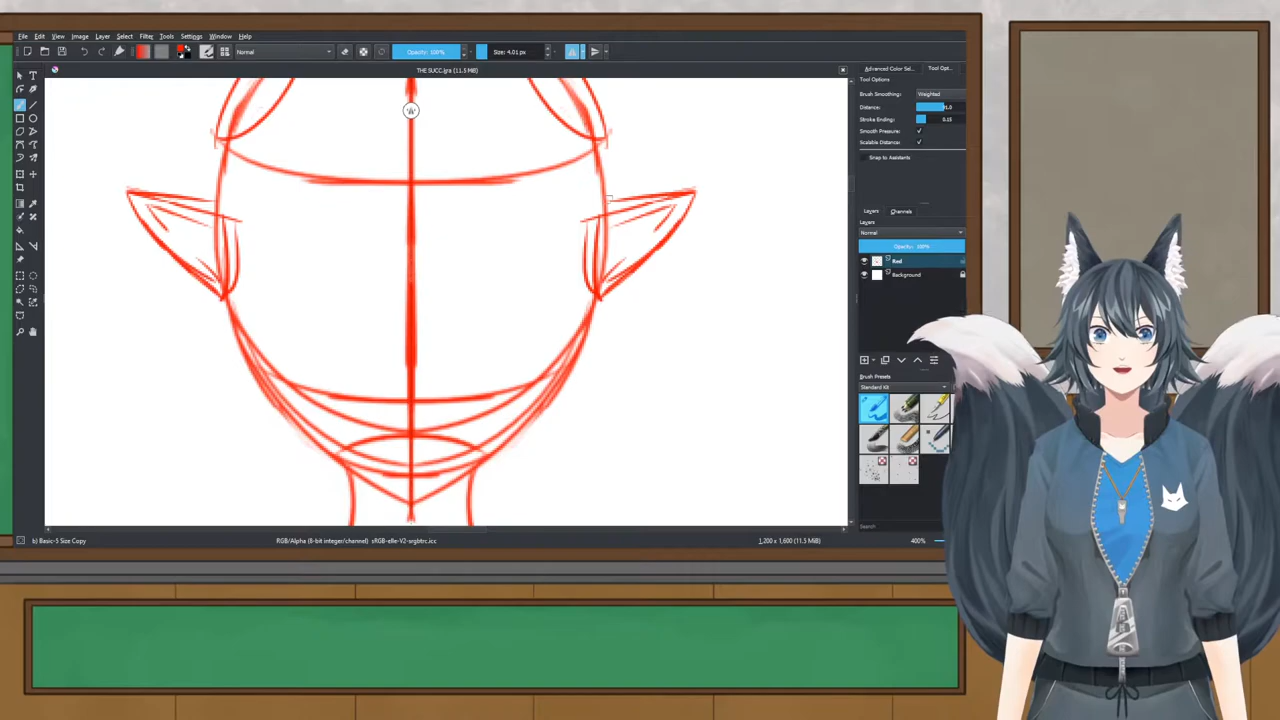 File Edit View Image Layer Select Filter Tools Settings Window Help
Normal Opacity: 100% Size: 4.01 px
THE SUCC.kra (11.5 MiB)
Advanced Color Sel... Tool Opt...
Tool Options
Brush Smoothing: Weighted
Distance:
Stroke Ending: 0.15
Smooth Pressure:
Scalable Distance:
Snap to Assistants
Layers Channels
Layers
Normal
Opacity: 100%
Red
Background
Brush Presets
Standard Kit
Search
b) Basic-5 Size Copy RGB/Alpha (8-bit integer/channel) sRGB-elle-V2-srgbtrc.icc 1,200 x 1,600 (11.5 MiB) 400%